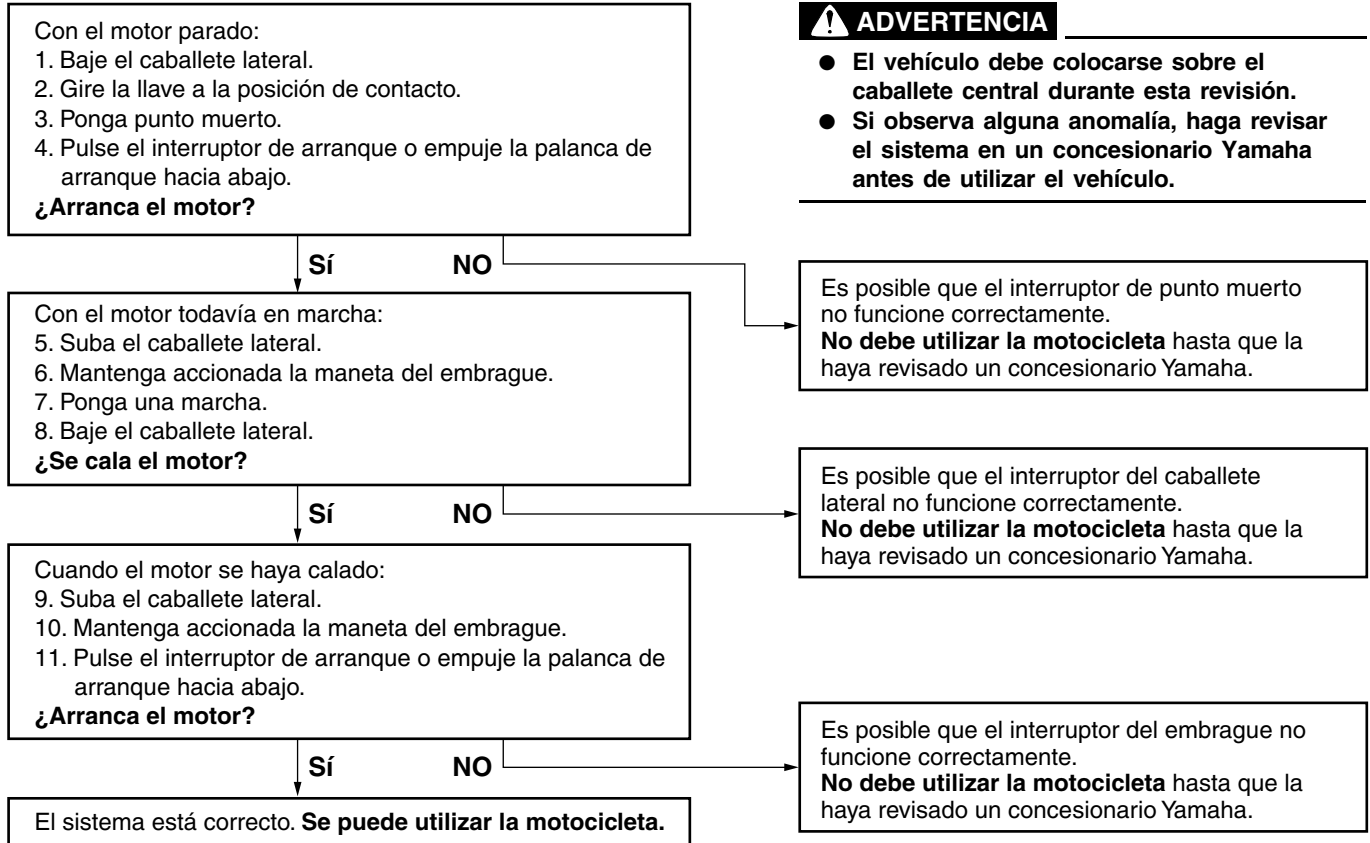 Con el motor parado:
1. Baje el caballete lateral.
2. Gire la llave a la posición de contacto.
3. Ponga punto muerto.
4. Pulse el interruptor de arranque o empuje la palanca de
arranque hacia abajo.
¿Arranca el motor?
ADVERTENCIA
● El vehículo debe colocarse sobre el
caballete central durante esta revisión.
● Si observa alguna anomalía, haga revisar
el sistema en un concesionario Yamaha
antes de utilizar el vehículo.
Sí NO
Es posible que el interruptor de punto muerto
no funcione correctamente.
No debe utilizar la motocicleta hasta que la
haya revisado un concesionario Yamaha.
Con el motor todavía en marcha:
5. Suba el caballete lateral.
6. Mantenga accionada la maneta del embrague.
7. Ponga una marcha.
8. Baje el caballete lateral.
¿Se cala el motor?
Sí NO
Es posible que el interruptor del caballete
lateral no funcione correctamente.
No debe utilizar la motocicleta hasta que la
haya revisado un concesionario Yamaha.
Cuando el motor se haya calado:
9. Suba el caballete lateral.
10. Mantenga accionada la maneta del embrague.
11. Pulse el interruptor de arranque o empuje la palanca de
arranque hacia abajo.
¿Arranca el motor?
Sí NO
Es posible que el interruptor del embrague no
funcione correctamente.
No debe utilizar la motocicleta hasta que la
haya revisado un concesionario Yamaha.
El sistema está correcto. Se puede utilizar la motocicleta.